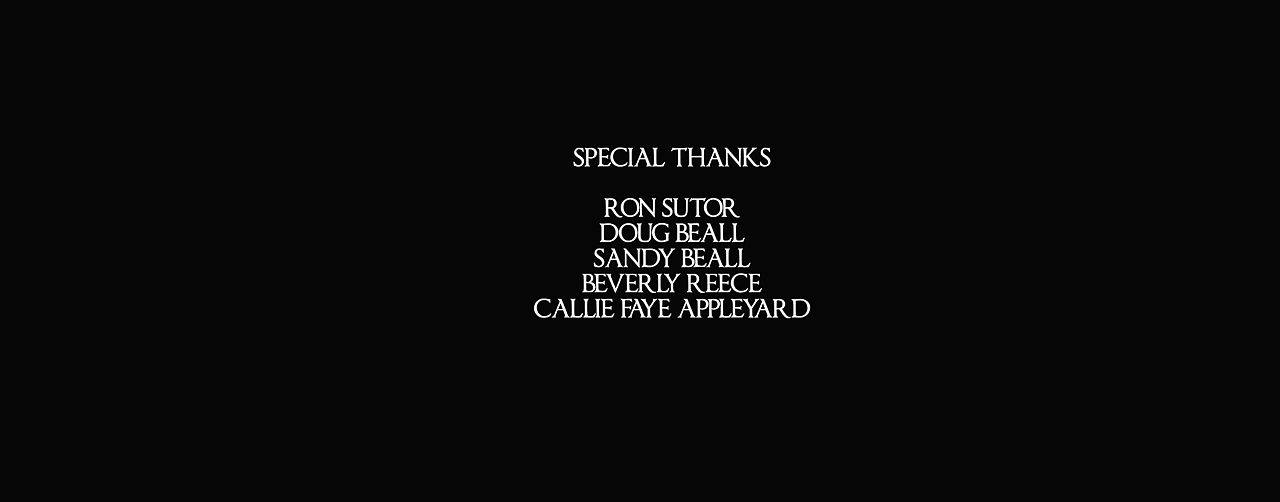 SPECIAL THANKS
RON SUTOR
DOUG BEALL
SANDY BEALL
BEVERLY REECE
CALLIE FAYE APPLEYARD